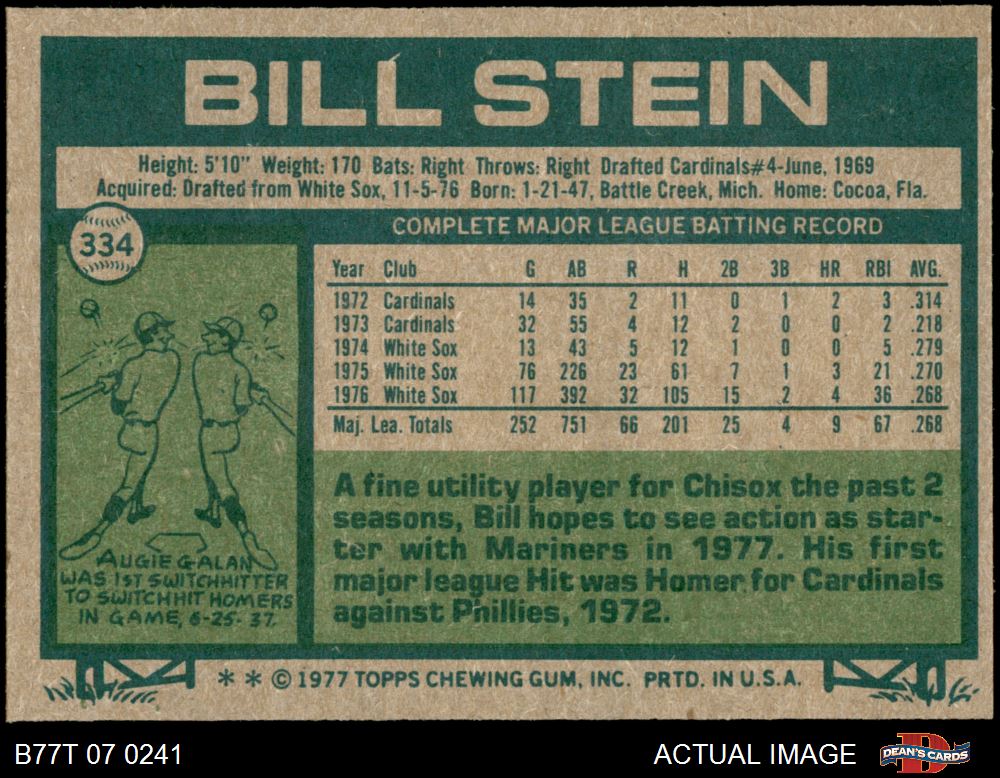 BILL STEIN
Height: 5'10" Weight: 170 Bats: Right Throws: Right Drafted Cardinals#4-June, 1969
Acquired: Drafted from White Sox, 11-5-76 Born: 1-21-47, Battle Creek, Mich. Home: Cocoa, Fla.
334
COMPLETE MAJOR LEAGUE BATTING RECORD
Year Club G AB R H 2B 3B HR RBI AVG.
1972 Cardinals 14 35 2 11 0 1 2 3 .314
1973 Cardinals 32 55 4 12 2 0 0 2 .218
1974 White Sox 13 43 5 12 1 0 0 5 .279
1975 White Sox 76 226 23 61 7 1 3 21 .270
1976 White Sox 117 392 32 105 15 2 4 36 .268
Maj. Lea. Totals 252 751 66 201 25 4 9 67 .268
A fine utility player for Chisox the past 2
seasons, Bill hopes to see action as star-
ter with Mariners in 1977. His first
major league Hit was Homer for Cardinals
against Phillies, 1972.
AUGIE GALAN
WAS 1ST SWITCHHITTER
TO SWITCHHIT HOMERS
IN GAME, 6-25-37.
* * © 1977 TOPPS CHEWING GUM, INC. PRTD. IN U.S.A.
B77T 07 0241
ACTUAL IMAGE
DEAN'S CARDS